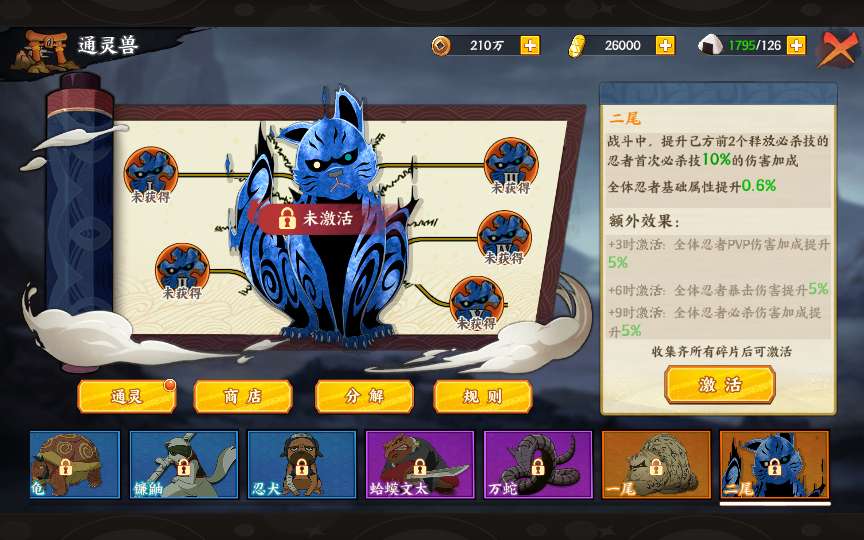 通灵兽
210万
26000
1795/126
二尾
战斗中,提升己方前2个释放必杀技的
忍者首次必杀技10%的伤害加成
全体忍者基础属性提升0.6%
额外效果:
+3时激活:全体忍者PVP伤害加成提升
5%
+6时激活:全体忍者暴击伤害提升5%
+9时激活:全体忍者必杀伤害加成提
升5%
收集齐所有碎片后可激活
激活
I
未获得
II
未获得
III
未获得
IV
未获得
V
未获得
未激活
通灵
商店
分解
规则
龟
镰鼬
忍犬
蛤蟆文太
万蛇
一尾
二尾